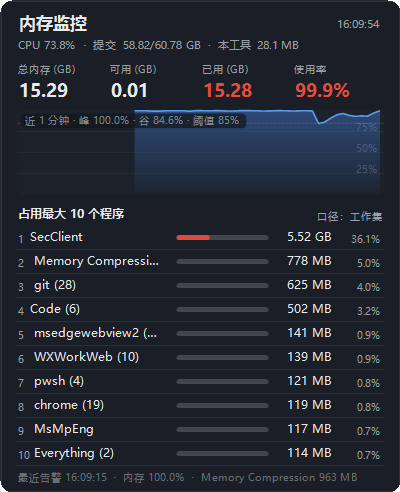 内存监控 16:09:54
CPU 73.8% · 提交 58.82/60.78 GB · 本工具 28.1 MB
总内存 (GB) 可用 (GB) 已用 (GB) 使用率
15.29 0.01 15.28 99.9%
近 1 分钟 · 峰 100.0% · 谷 84.6% · 阈值 85%
75%
50%
25%
占用最大 10 个程序 口径: 工作集
1 SecClient 5.52 GB 36.1%
2 Memory Compressi... 778 MB 5.0%
3 git (28) 625 MB 4.0%
4 Code (6) 502 MB 3.2%
5 msedgewebview2 (... 141 MB 0.9%
6 WXWorkWeb (10) 139 MB 0.9%
7 pwsh (4) 121 MB 0.8%
8 chrome (19) 119 MB 0.8%
9 MsMpEng 117 MB 0.7%
10 Everything (2) 114 MB 0.7%
最近告警 16:09:15 · 内存 100.0% · Memory Compression 963 MB